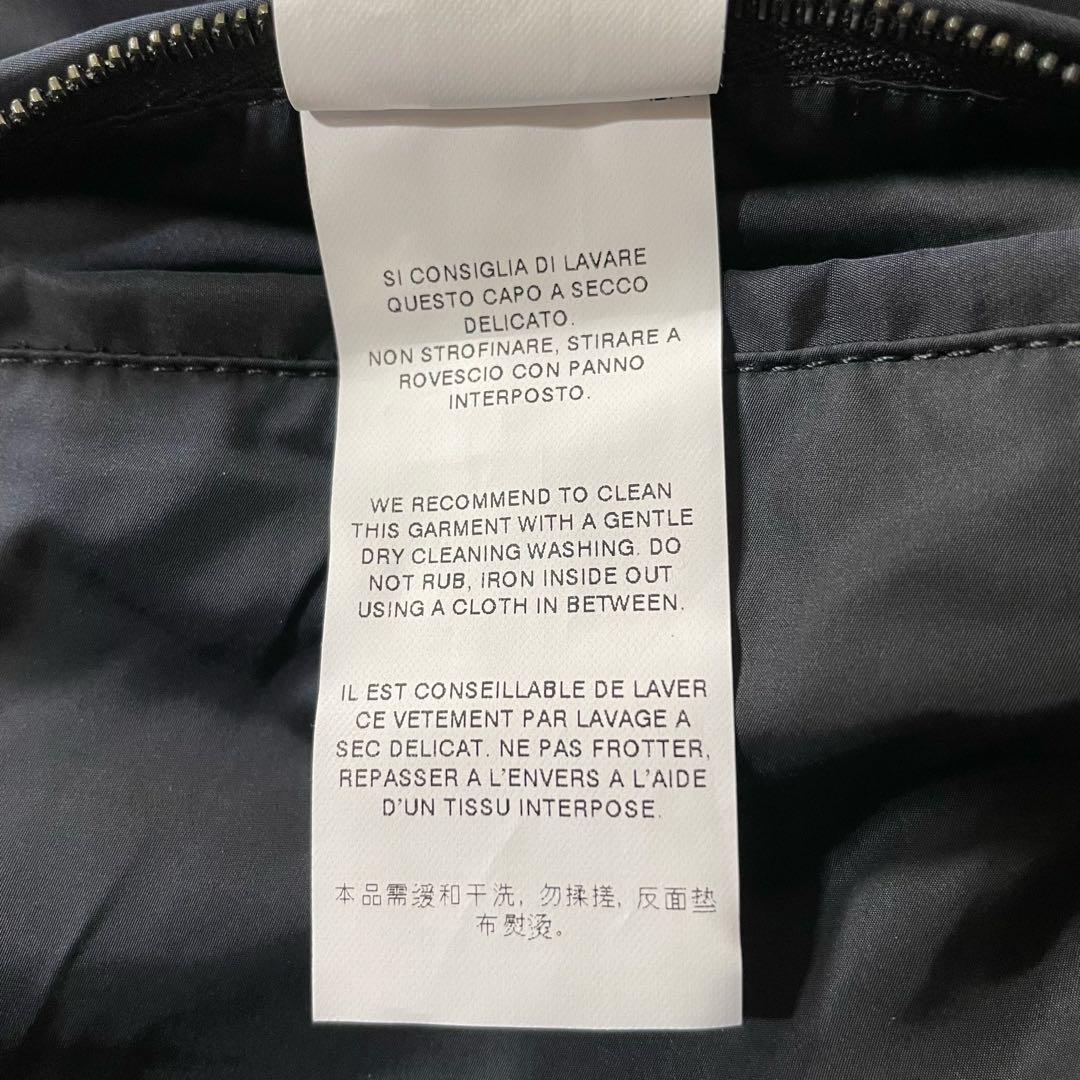 SI CONSIGLIA DI LAVARE
QUESTO CAPO A SECCO
DELICATO.
NON STROFINARE, STIRARE A
ROVESCIO CON PANNO
INTERPOSTO.
WE RECOMMEND TO CLEAN
THIS GARMENT WITH A GENTLE
DRY CLEANING WASHING. DO
NOT RUB, IRON INSIDE OUT
USING A CLOTH IN BETWEEN.
IL EST CONSEILLABLE DE LAVER
CE VETEMENT PAR LAVAGE A
SEC DELICAT. NE PAS FROTTER,
REPASSER A L'ENVERS A L'AIDE
D'UN TISSU INTERPOSE.
本品需缓和干洗, 勿揉搓, 反面垫
布熨烫。